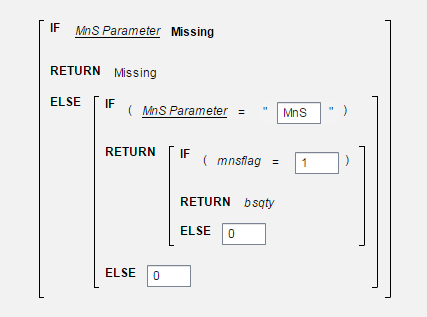 IF MnS Parameter Missing
RETURN Missing
ELSE IF ( MnS Parameter = " MnS " )
RETURN IF ( mnsflag = 1 )
RETURN bsqty
ELSE 0
ELSE 0